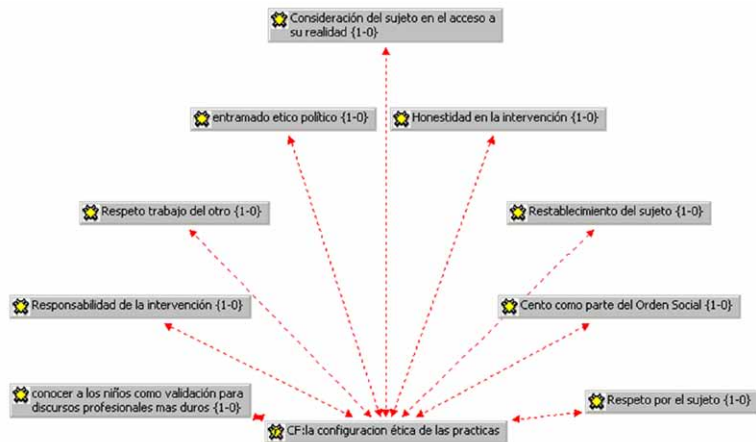 Consideración del sujeto en el acceso a
su realidad {1-0}
entramado etico político {1-0}
Honestidad en la intervención {1-0}
Respeto trabajo del otro {1-0}
Restablecimiento del sujeto {1-0}
Responsabilidad de la intervención {1-0}
Cento como parte del Orden Social {1-0}
conocer a los niños como validación para
discursos profesionales mas duros {1-0}
Respeto por el sujeto {1-0}
CF:la configuracion ética de las practicas